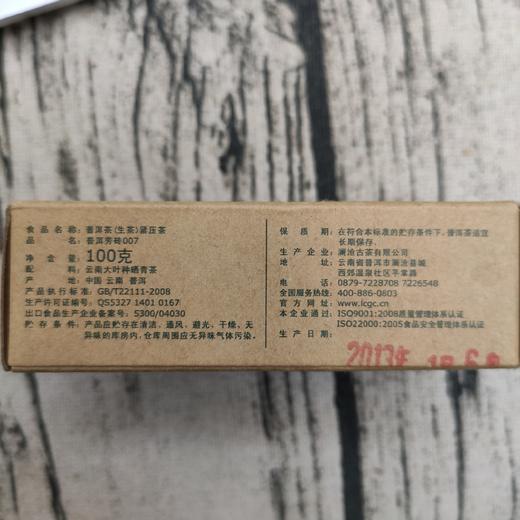 食品名称：普洱茶(生茶)紧压茶
品　　名：普洱秀砖007
净 含 量：100克
配　　料：云南大叶种晒青茶
产　　地：中国 云南 普洱
产品执行标准：GB/T22111-2008
生产许可证编号：QS5327 1401 0167
出口食品生产企业备案号：5300/04030
贮存条件：产品应贮存在清洁、通风、避光、干燥、无
异味的库房内，仓库周围应无异味气体污染。
保 质 期：在符合本标准的贮存条件下，普洱茶适宜
长期保存。
生产企业：澜沧古茶有限公司
地　　址：云南省普洱市澜沧县城
西郊温泉社区平掌路
电　　话：0879-7228708 7226548
全国服务热线：400-886-0803
官方网址：www.lcgc.cn
本企业通过：ISO9001:2008质量管理体系认证
ISO22000:2005食品安全管理体系认证
生产日期：